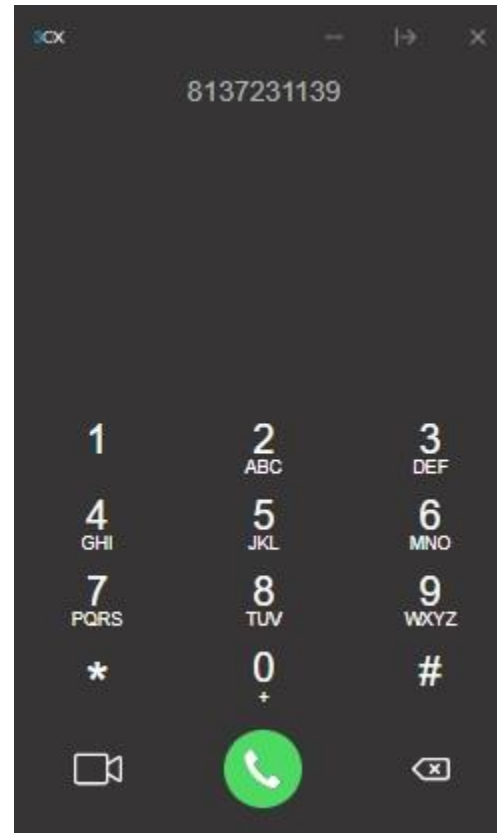 3CX
8137231139
1 2 3
ABC DEF
4 5 6
GHI JKL MNO
7 8 9
PQRS TUV WXYZ
* 0 #
+